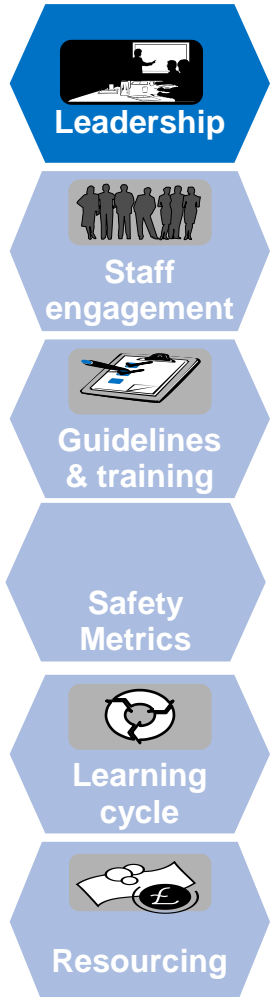 Leadership
Staff
engagement
Guidelines
& training
Safety
Metrics
Learning
cycle
£
Resourcing